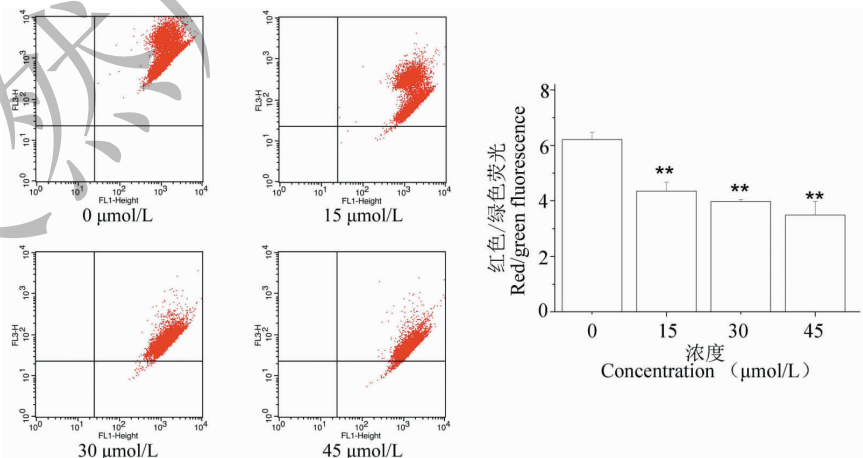 10⁴
10³
10²
10¹
10⁰
FL3-H
10⁰ 10¹ 10² 10³ 10⁴
FL1-Height
0 μmol/L
10⁴
10³
10²
10¹
10⁰
FL3-H
10⁰ 10¹ 10² 10³ 10⁴
FL1-Height
15 μmol/L
10⁴
10³
10²
10¹
10⁰
FL3-H
10⁰ 10¹ 10² 10³ 10⁴
FL1-Height
30 μmol/L
10⁴
10³
10²
10¹
10⁰
FL3-H
10⁰ 10¹ 10² 10³ 10⁴
FL1-Height
45 μmol/L
红色/绿色荧光
Red/green fluorescence
8
6
4
2
0
**
**
**
0 15 30 45
浓度
Concentration (μmol/L)